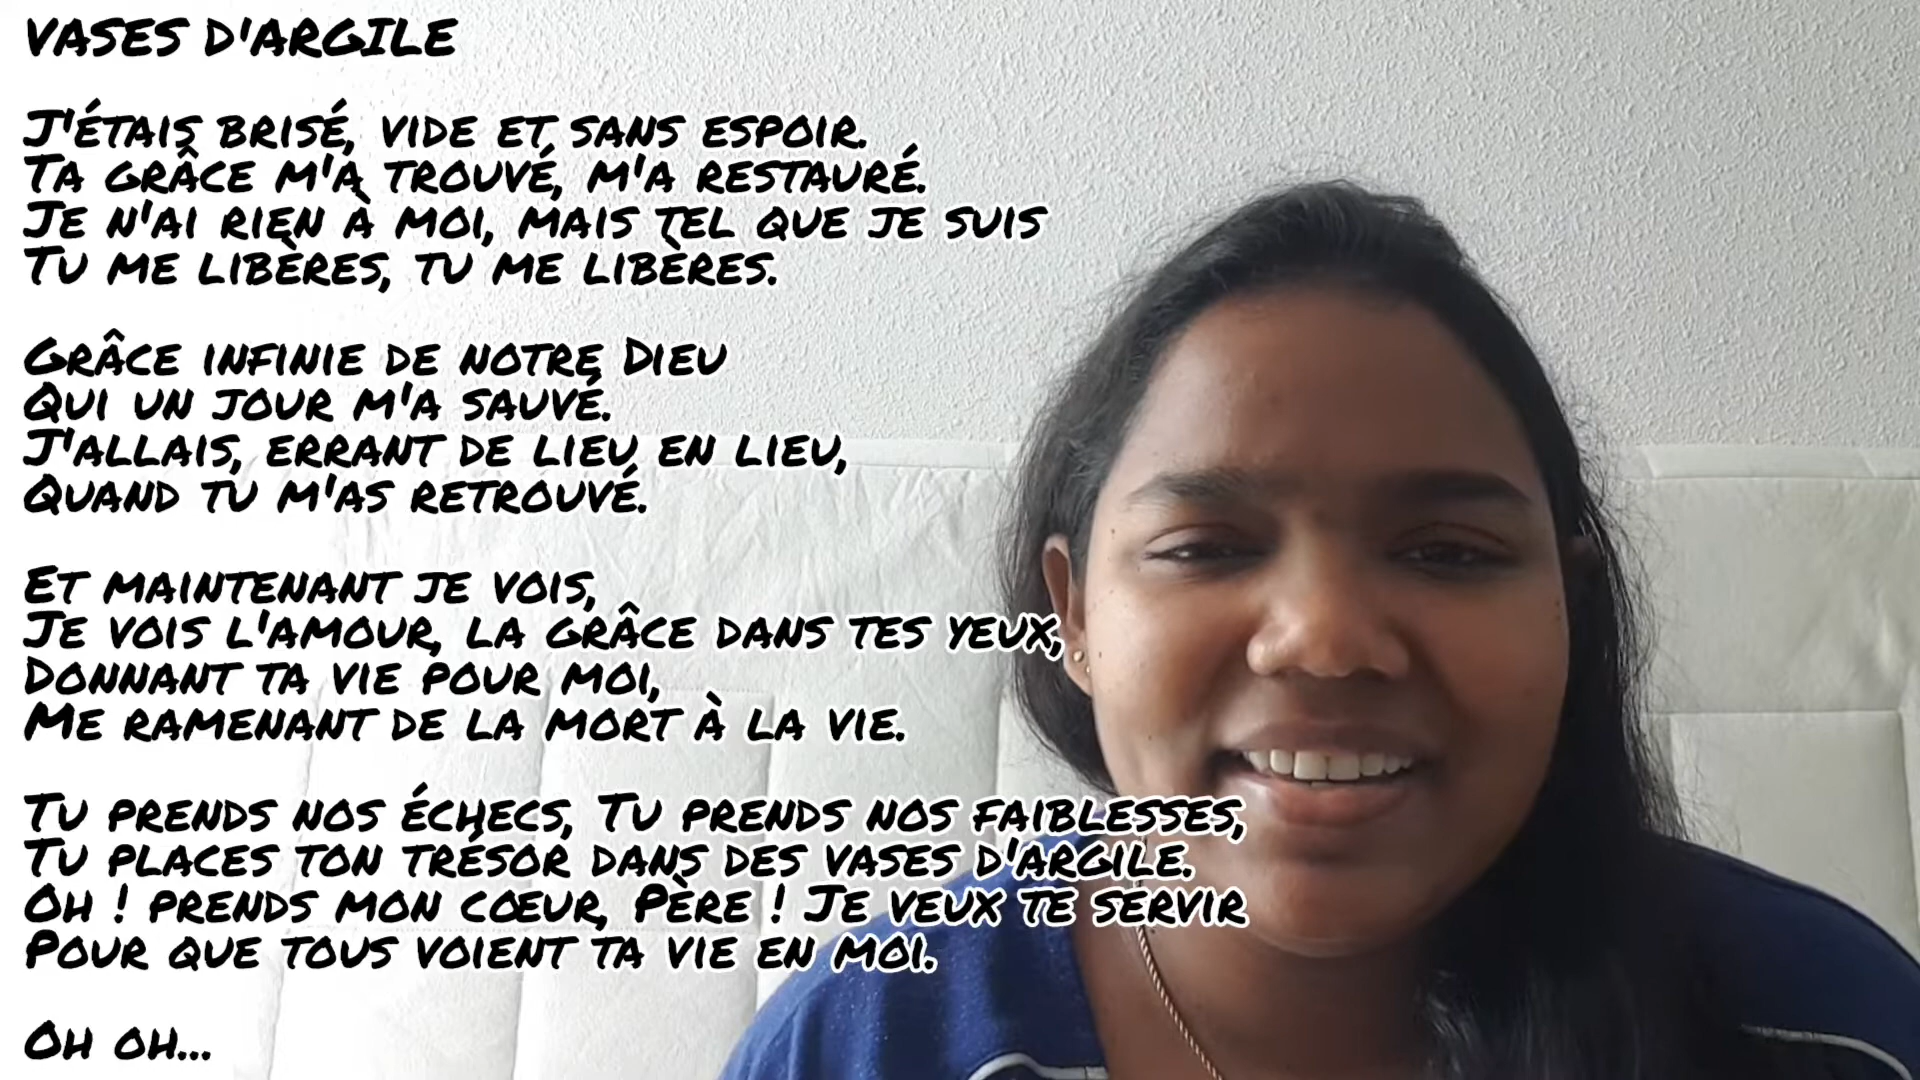 VASES D'ARGILE
J'étais brisé, vide et sans espoir.
Ta grâce m'a trouvé, m'a restauré.
Je n'ai rien à moi, mais tel que je suis
Tu me libères, tu me libères.
Grâce infinie de notre Dieu
Qui un jour m'a sauvé.
J'allais, errant de lieu en lieu,
Quand tu m'as retrouvé.
Et maintenant je vois,
Je vois l'amour, la grâce dans tes yeux,
Donnant ta vie pour moi,
Me ramenant de la mort à la vie.
Tu prends nos échecs, Tu prends nos faiblesses,
Tu places ton trésor dans des vases d'argile.
Oh ! prends mon cœur, Père ! Je veux te servir
Pour que tous voient ta vie en moi.
Oh oh...